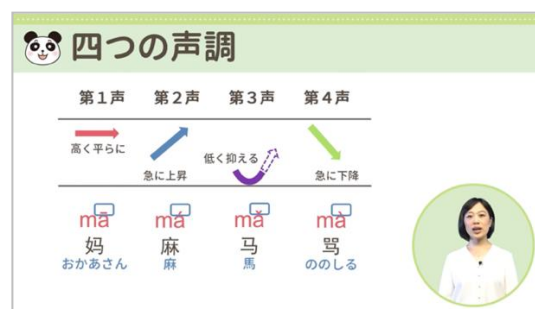 四つの声調
第1声 第2声 第3声 第4声
高く平らに
低く抑える
急に上昇 急に下降
mā má mǎ mà
妈 麻 马 骂
おかあさん 麻 馬 ののしる